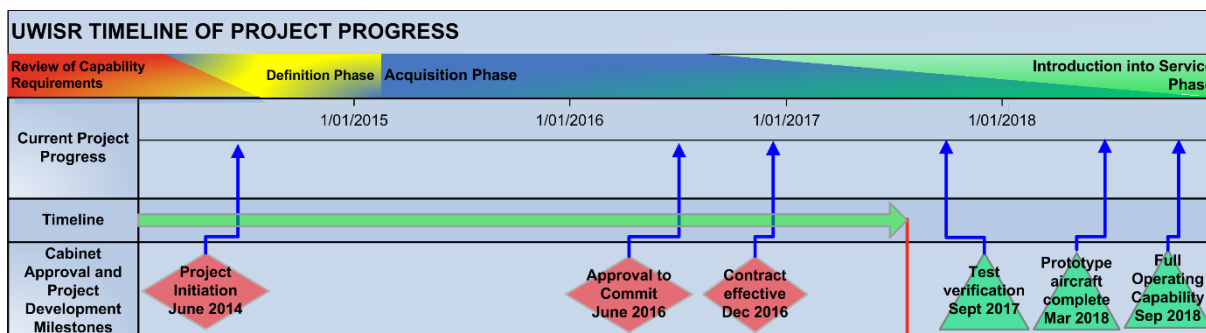 UWISR TIMELINE OF PROJECT PROGRESS
Review of Capability
Requirements
Definition Phase
Acquisition Phase
Introduction into Service
Phase
1/01/2015
1/01/2016
1/01/2017
1/01/2018
Current Project
Progress
Timeline
Cabinet
Approval and
Project
Development
Milestones
Project
Initiation
June 2014
Approval to
Commit
June 2016
Contract
effective
Dec 2016
Test
verification
Sept 2017
Prototype
aircraft
complete
Mar 2018
Full
Operating
Capability
Sep 2018